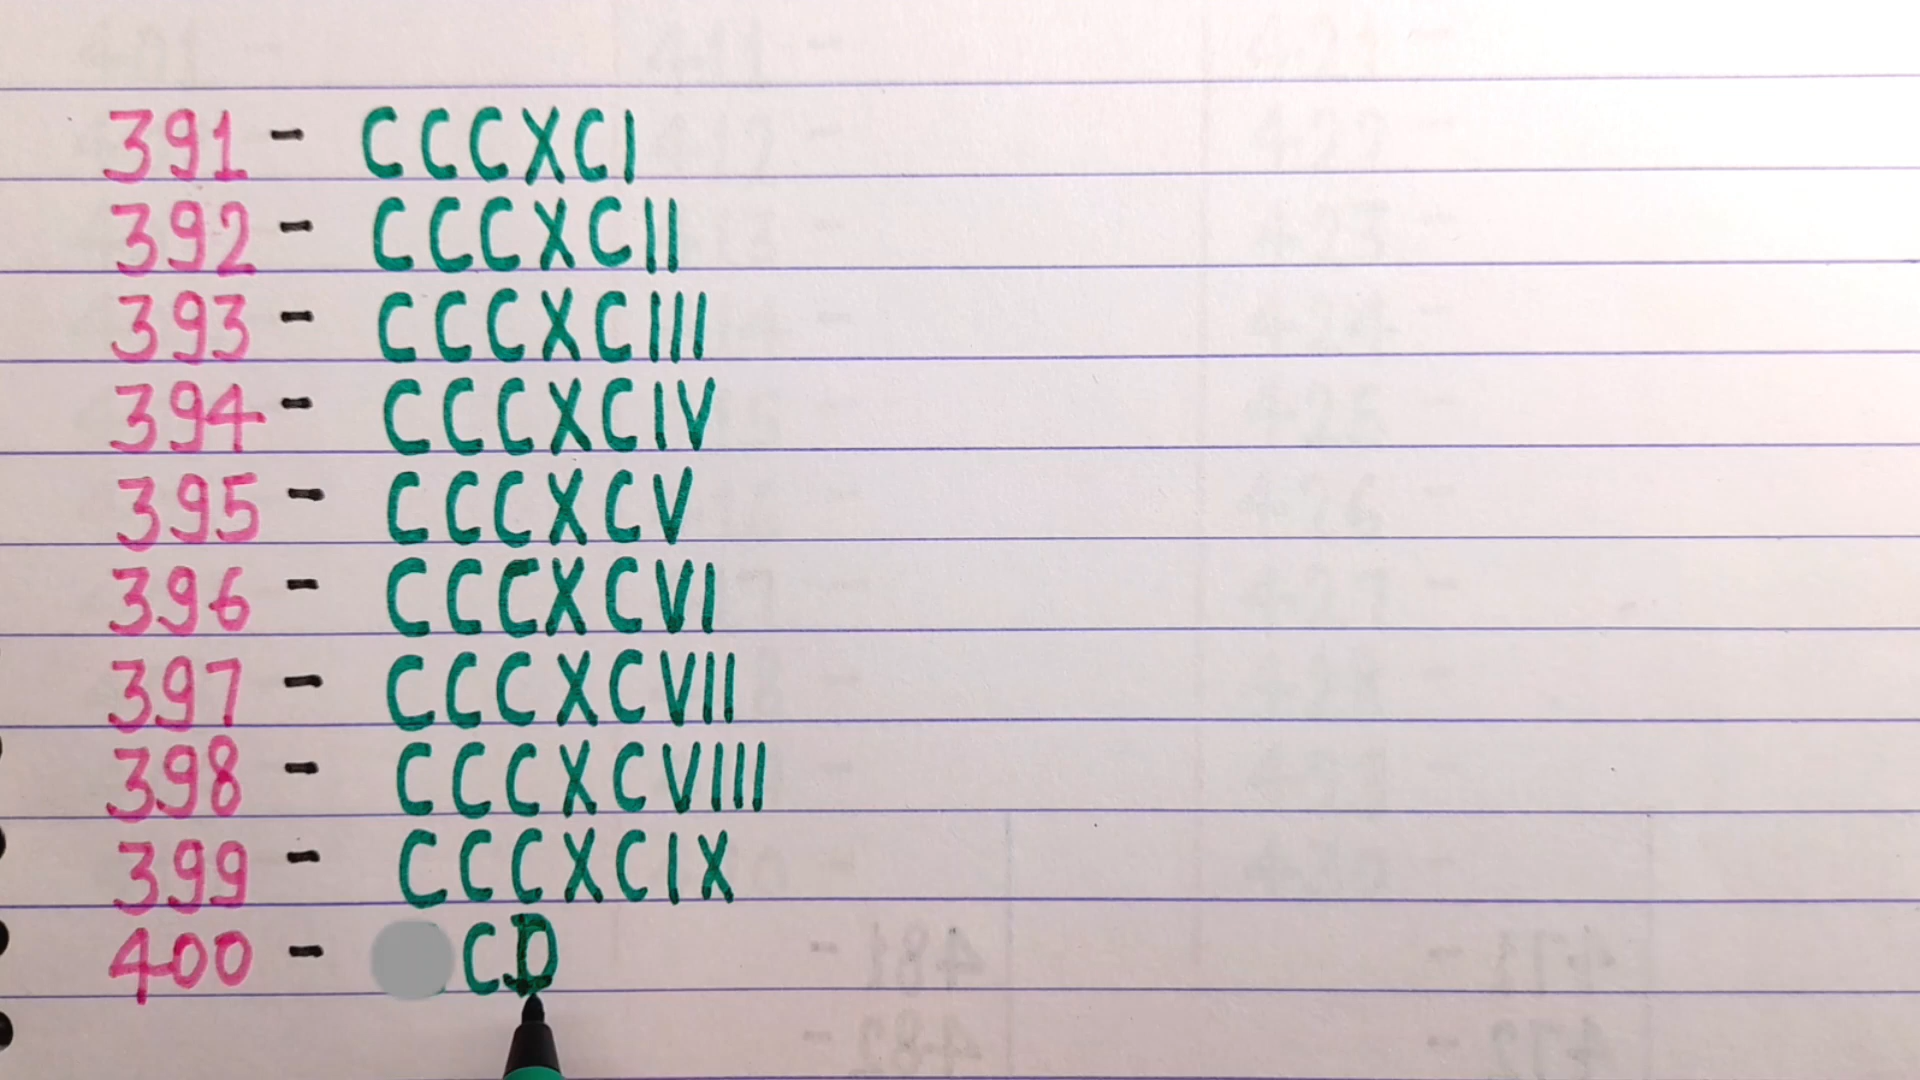 391 - CCCXCI
392 - CCCXCII
393 - CCCXCIII
394 - CCCXCIV
395 - CCCXCV
396 - CCCXCVI
397 - CCCXCVII
398 - CCCXCVIII
399 - CCCXCIX
400 - CD